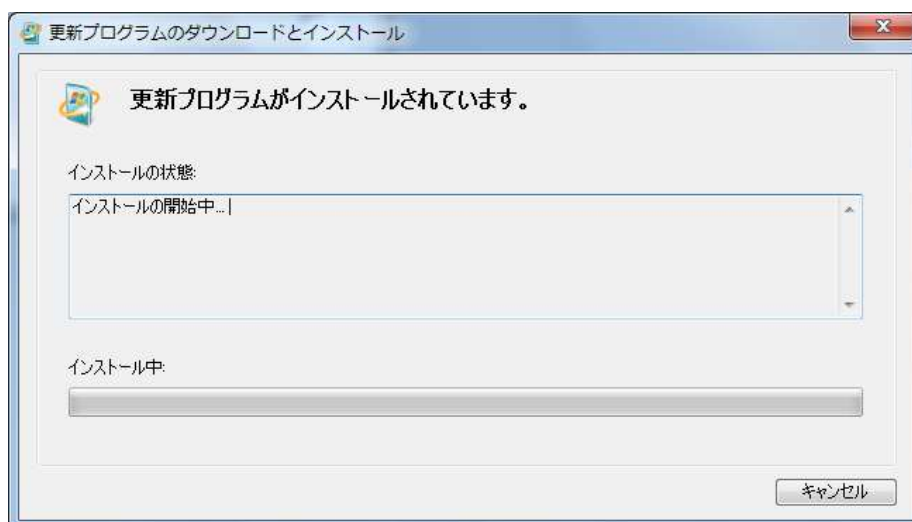 更新プログラムのダウンロードとインストール
更新プログラムがインストールされています。
インストールの状態:
インストールの開始中...
インストール中:
キャンセル